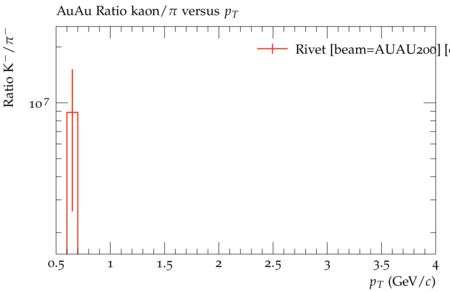 AuAu Ratio kaon/π versus p_T
Ratio K⁻/π⁻
Rivet [beam=AUAU200] [
10⁷
0.5 1 1.5 2 2.5 3 3.5 4
p_T (GeV/c)